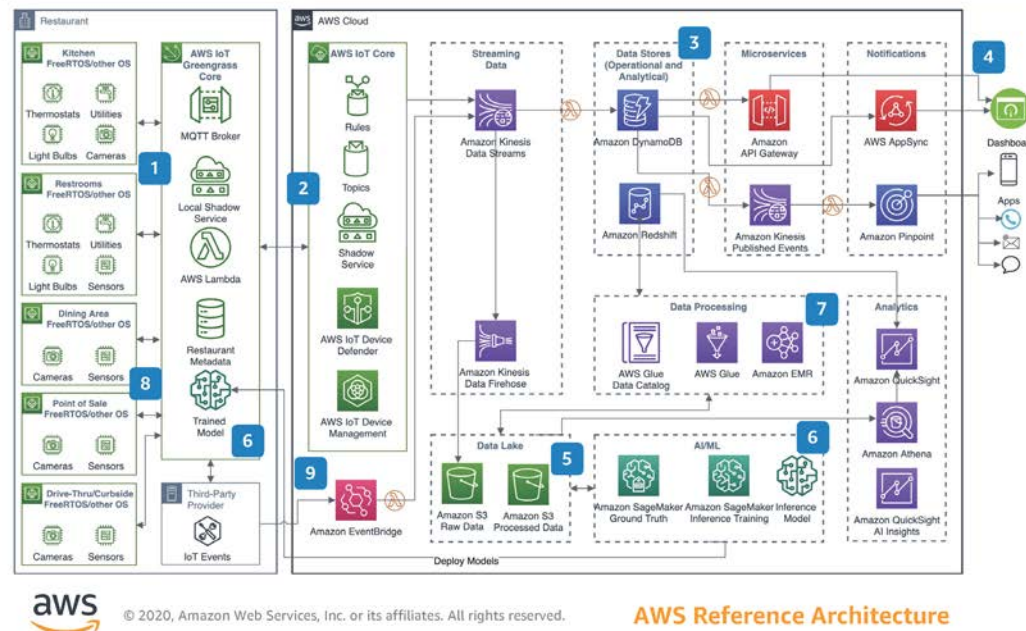 Restaurant
Kitchen
FreeRTOS/other OS
Thermostats Utilities
Light Bulbs Cameras
1
Restrooms
FreeRTOS/other OS
Thermostats Utilities
Light Bulbs Sensors
Dining Area
FreeRTOS/other OS
Cameras Sensors
8
Point of Sale
FreeRTOS/other OS
Cameras Sensors
Drive-Thru/Curbside
FreeRTOS/other OS
Cameras Sensors
AWS IoT
Greengrass
Core
MQTT Broker
Local Shadow
Service
AWS Lambda
Restaurant
Metadata
Trained
Model
6
Third-Party
Provider
IoT Events
aws
AWS Cloud
2
AWS IoT Core
Rules
Topics
Shadow
Service
AWS IoT Device
Defender
AWS IoT Device
Management
9
Amazon EventBridge
Streaming
Data
Amazon Kinesis
Data Streams
Amazon Kinesis
Data Firehose
Data Stores
(Operational and
Analytical)
3
Amazon DynamoDB
Amazon Redshift
Microservices
Amazon
API Gateway
Amazon Kinesis
Published Events
Notifications
AWS AppSync
Amazon Pinpoint
4
Dashboa
Apps
Data Processing
7
AWS Glue
Data Catalog
AWS Glue
Amazon EMR
Analytics
Amazon QuickSight
Amazon Athena
Amazon QuickSight
AI Insights
Data Lake
5
Amazon S3
Raw Data
Amazon S3
Processed Data
AI/ML
6
Amazon SageMaker
Ground Truth
Amazon SageMaker
Inference Training
Inference
Model
Deploy Models
aws
© 2020, Amazon Web Services, Inc. or its affiliates. All rights reserved.
AWS Reference Architecture